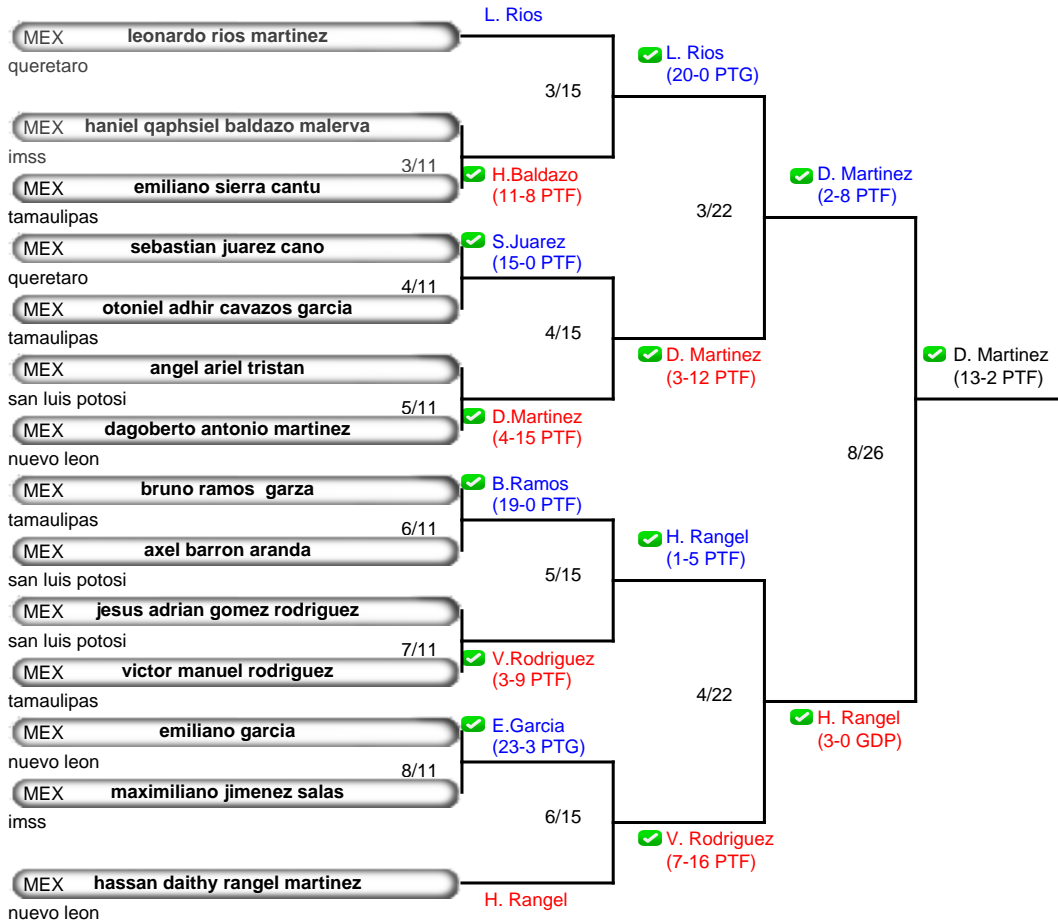 L. Rios
MEX leonardo rios martinez
queretaro
L. Rios
(20-0 PTG)
3/15
MEX haniel qaphsiel baldazo malerva
imss
3/11
H.Baldazo
(11-8 PTF)
MEX emiliano sierra cantu
tamaulipas
D. Martinez
(2-8 PTF)
3/22
MEX sebastian juarez cano
queretaro
S.Juarez
(15-0 PTF)
4/11
MEX otoniel adhir cavazos garcia
tamaulipas
4/15
D. Martinez
(3-12 PTF)
D. Martinez
(13-2 PTF)
MEX angel ariel tristan
san luis potosi
5/11
D.Martinez
(4-15 PTF)
MEX dagoberto antonio martinez
nuevo leon
8/26
MEX bruno ramos  garza
tamaulipas
B.Ramos
(19-0 PTF)
6/11
MEX axel barron aranda
san luis potosi
H. Rangel
(1-5 PTF)
5/15
MEX jesus adrian gomez rodriguez
san luis potosi
7/11
V.Rodriguez
(3-9 PTF)
MEX victor manuel rodriguez
tamaulipas
4/22
H. Rangel
(3-0 GDP)
MEX emiliano garcia
nuevo leon
E.Garcia
(23-3 PTG)
8/11
MEX maximiliano jimenez salas
imss
6/15
V. Rodriguez
(7-16 PTF)
MEX hassan daithy rangel martinez
nuevo leon
H. Rangel